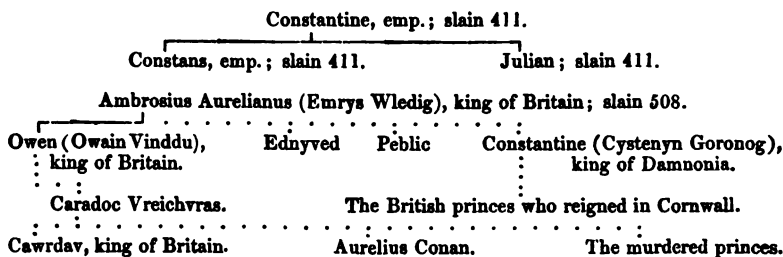 Constantine, emp.; slain 411.
Constans, emp.; slain 411. Julian; slain 411.
Ambrosius Aurelianus (Emrys Wledig), king of Britain; slain 508.
Owen (Owain Vinddu), Ednyved Peblic Constantine (Cystenyn Goronog),
king of Britain. king of Damnonia.
Caradoc Vreichvras. The British princes who reigned in Cornwall.
Cawrdav, king of Britain. Aurelius Conan. The murdered princes.